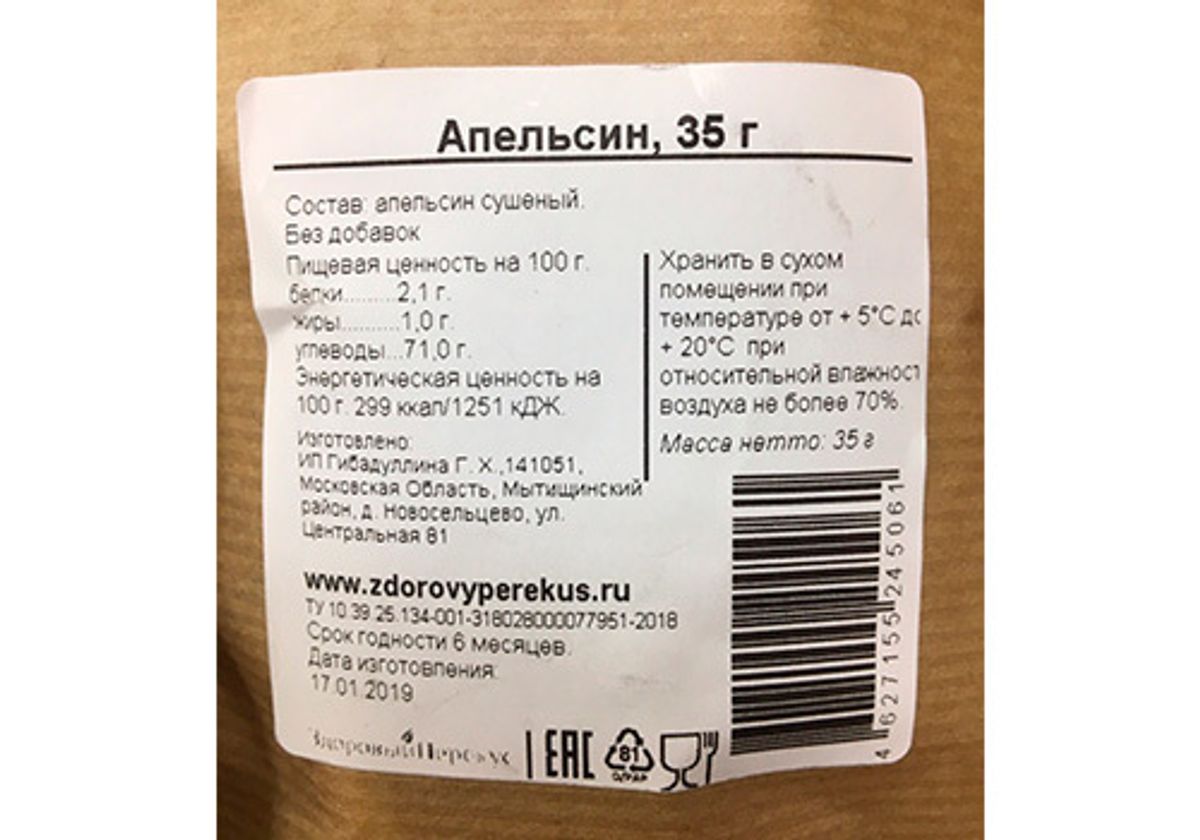 Апельсин, 35 г
Состав: апельсин сушеный.
Без добавок
Пищевая ценность на 100 г.
белки.........2,1 г.
жиры..........1,0 г.
углеводы...71,0 г.
Энергетическая ценность на
100 г. 299 ккал/1251 кДЖ.
Изготовлено:
ИП Гибадуллина Г. Х.,141051,
Московская Область, Мытищинский
район, д. Новосельцево, ул.
Центральная 81
www.zdorovyperekus.ru
ТУ 10.39.25.134-001-318028000077951-2018
Срок годности 6 месяцев.
Дата изготовления:
17.01.2019
Здоровый Перекус
EAC
81
C/PAP
Хранить в сухом
помещении при
температуре от + 5°C до
+ 20°C при
относительной влажност
воздуха не более 70%.
Масса нетто: 35 г
4627155245061